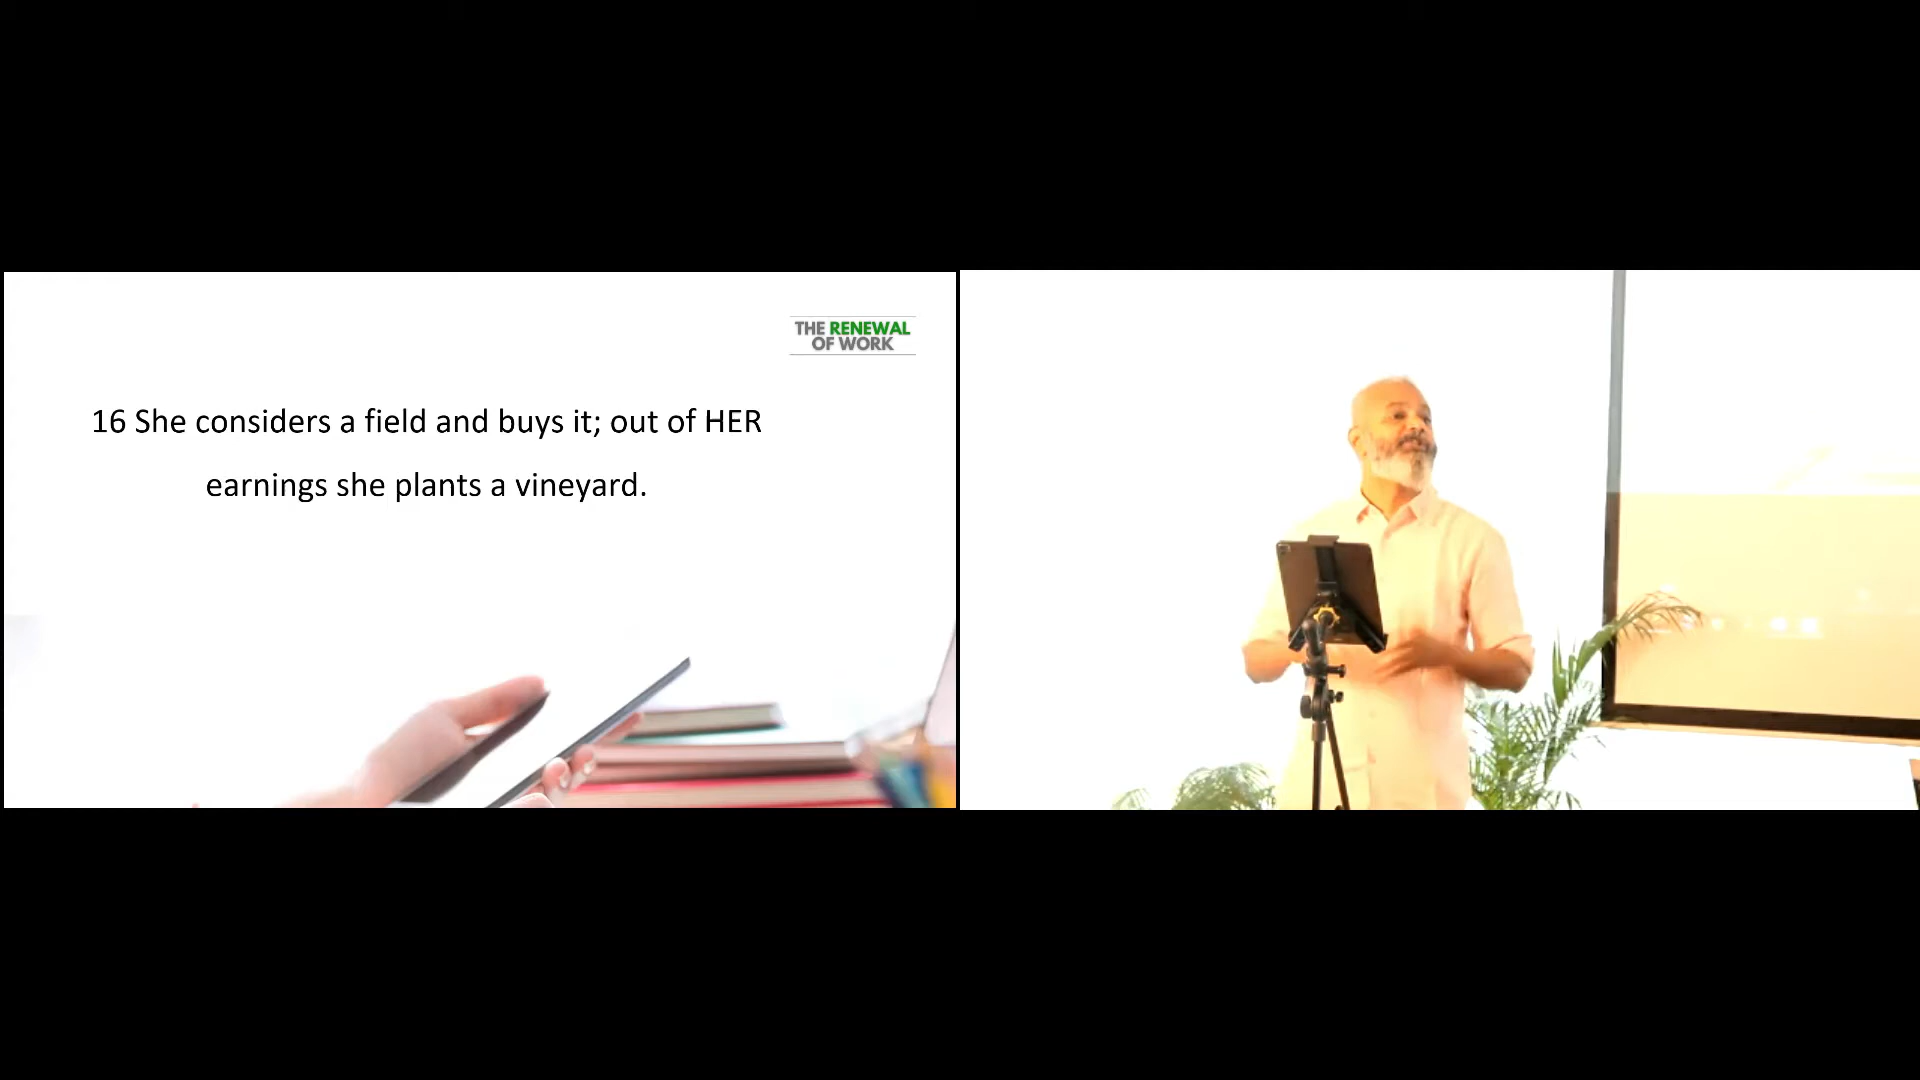 THE RENEWAL
OF WORK
16 She considers a field and buys it; out of HER
earnings she plants a vineyard.